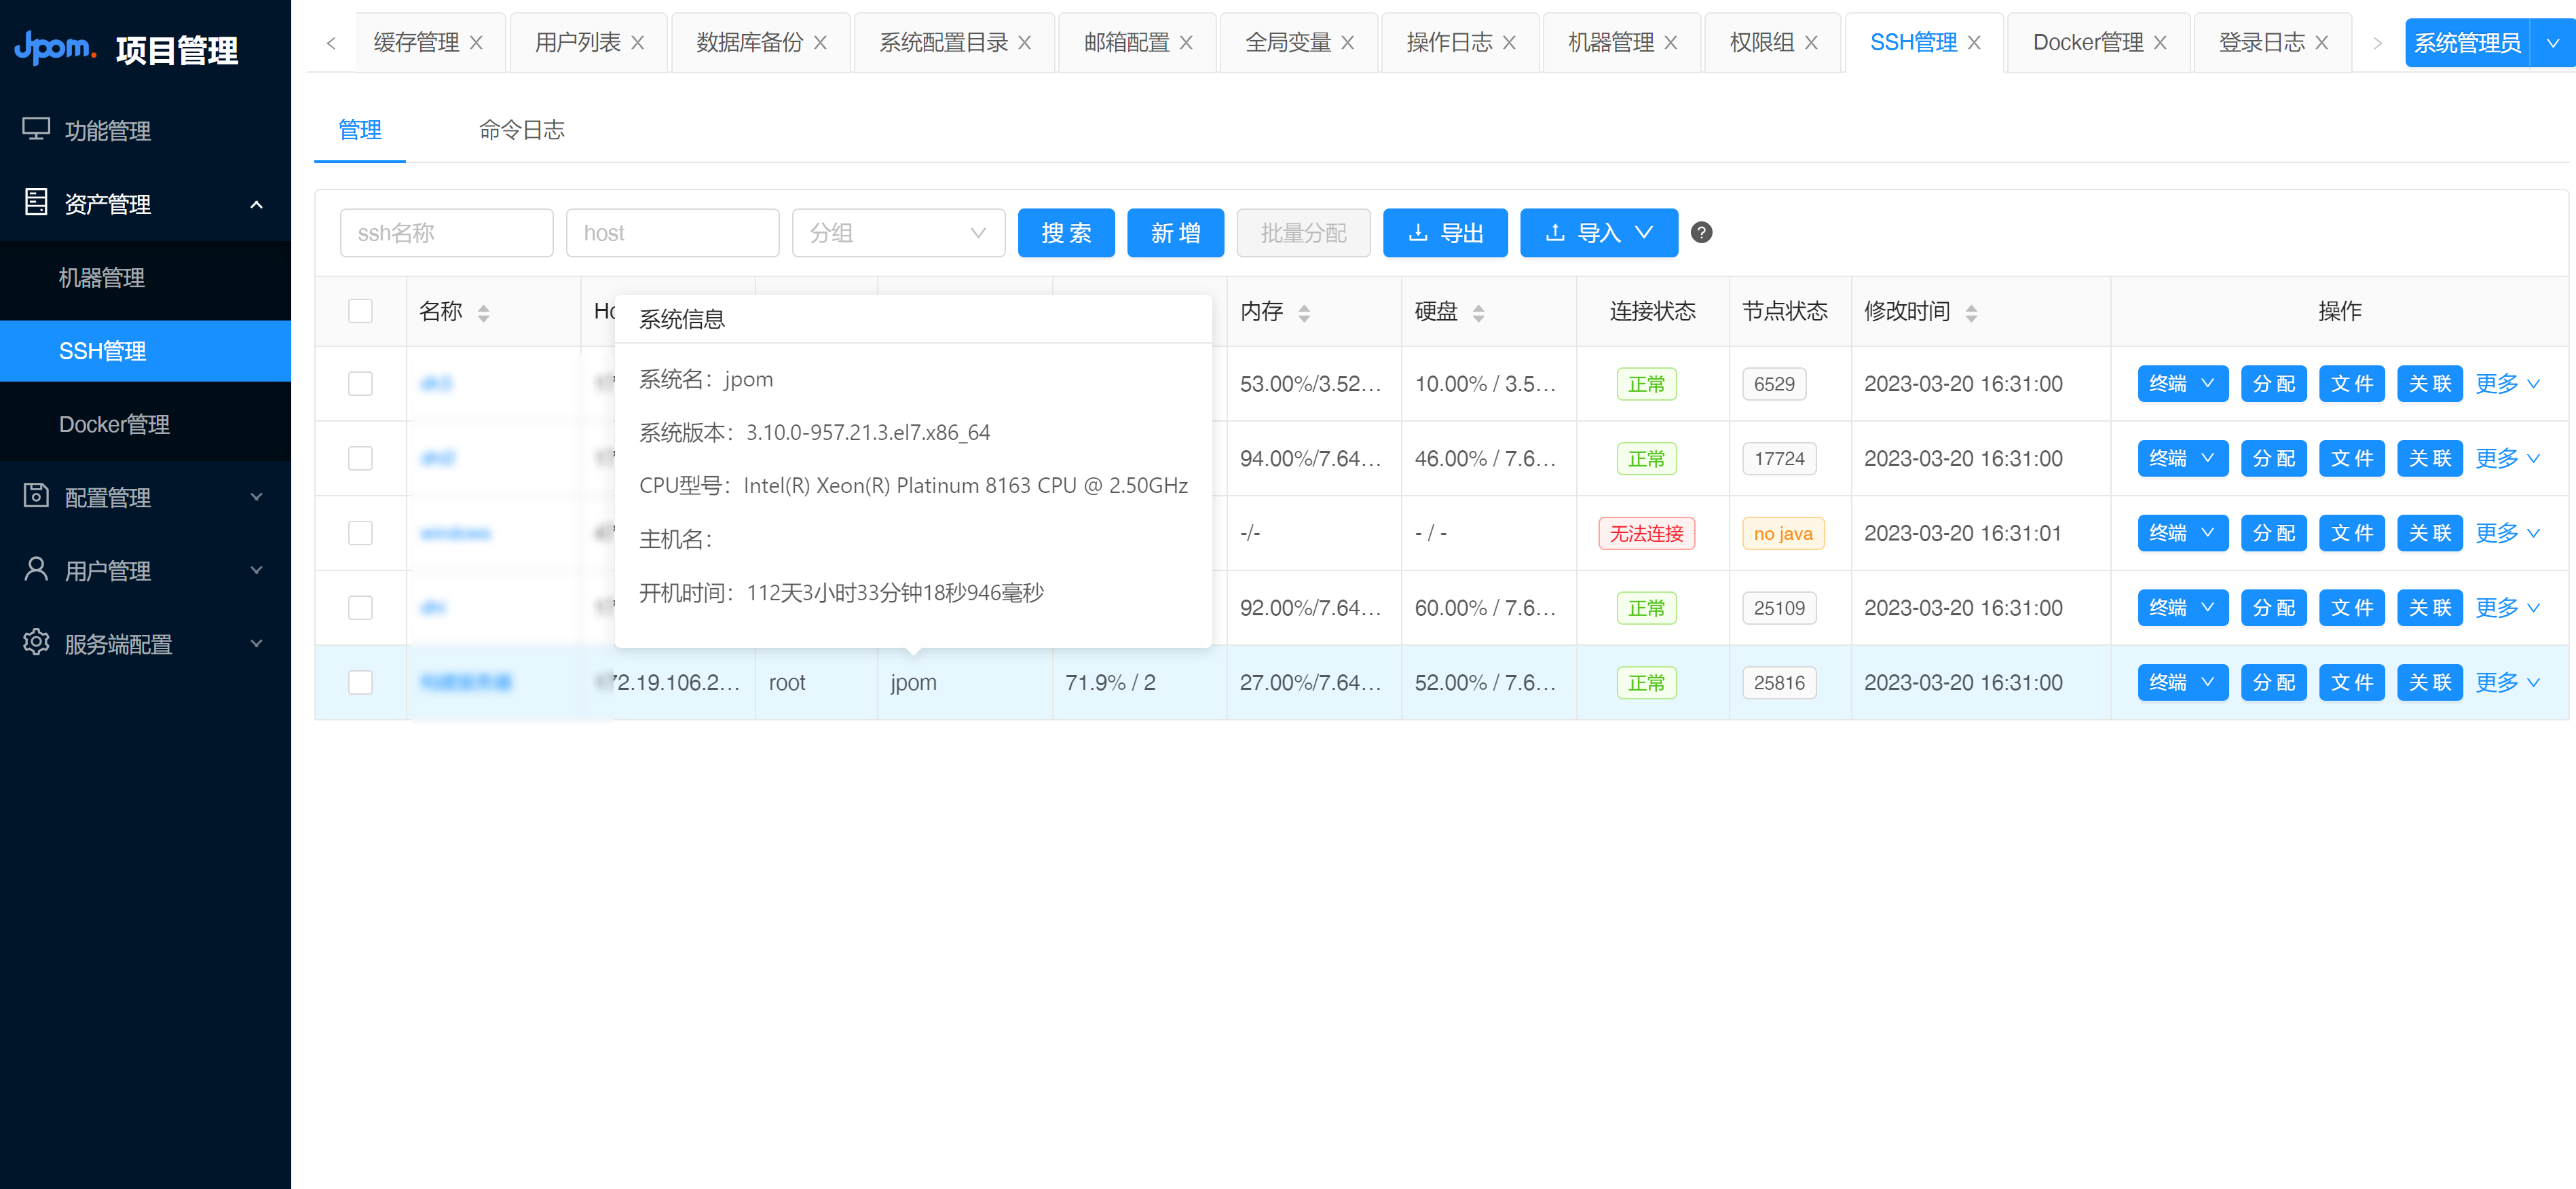 Jpom. 项目管理
缓存管理 用户列表 数据库备份 系统配置目录 邮箱配置 全局变量 操作日志 机器管理 权限组 SSH管理 Docker管理 登录日志 系统管理员
功能管理
资产管理
机器管理
SSH管理
Docker管理
配置管理
用户管理
服务端配置
管理 命令日志
ssh名称 host 分组 搜 索 新 增 批量分配 导出 导入 ?
名称 内存 硬盘 连接状态 节点状态 修改时间 操作
53.00%/3.52... 10.00% / 3.5... 正常 6529 2023-03-20 16:31:00 终端 分 配 文 件 关 联 更多
94.00%/7.64... 46.00% / 7.6... 正常 17724 2023-03-20 16:31:00 终端 分 配 文 件 关 联 更多
-/- - / - 无法连接 no java 2023-03-20 16:31:01 终端 分 配 文 件 关 联 更多
92.00%/7.64... 60.00% / 7.6... 正常 25109 2023-03-20 16:31:00 终端 分 配 文 件 关 联 更多
72.19.106.2... root jpom 71.9% / 2 27.00%/7.64... 52.00% / 7.6... 正常 25816 2023-03-20 16:31:00 终端 分 配 文 件 关 联 更多
系统信息
系统名：jpom
系统版本：3.10.0-957.21.3.el7.x86_64
CPU型号：Intel(R) Xeon(R) Platinum 8163 CPU @ 2.50GHz
主机名：
开机时间：112天3小时33分钟18秒946毫秒